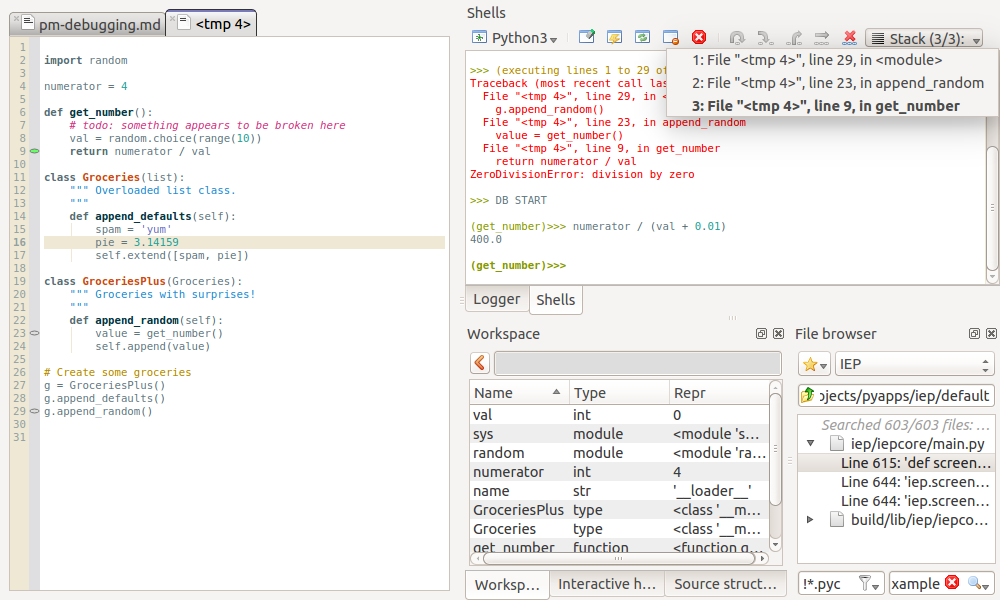 pm-debugging.md
<tmp 4>
1
2 import random
3
4 numerator = 4
5
6 def get_number():
7 # todo: something appears to be broken here
8 val = random.choice(range(10))
9 return numerator / val
10
11 class Groceries(list):
12 """ Overloaded list class.
13 """
14 def append_defaults(self):
15 spam = 'yum'
16 pie = 3.14159
17 self.extend([spam, pie])
18
19 class GroceriesPlus(Groceries):
20 """ Groceries with surprises!
21 """
22 def append_random(self):
23 value = get_number()
24 self.append(value)
25
26 # Create some groceries
27 g = GroceriesPlus()
28 g.append_defaults()
29 g.append_random()
30
31
Shells
Python3
Stack (3/3):
1: File "<tmp 4>", line 29, in <module>
2: File "<tmp 4>", line 23, in append_random
3: File "<tmp 4>", line 9, in get_number
>>> (executing lines 1 to 29 of
Traceback (most recent call las
File "<tmp 4>", line 29, in <
g.append_random()
File "<tmp 4>", line 23, in append_random
value = get_number()
File "<tmp 4>", line 9, in get_number
return numerator / val
ZeroDivisionError: division by zero
>>> DB START
(get_number)>>> numerator / (val + 0.01)
400.0
(get_number)>>>
Logger
Shells
Workspace
Name Type Repr
val int 0
sys module <module 's...
random module <module 'ra...
numerator int 4
name str '__loader__'
GroceriesPlus type <class '__m...
Groceries type <class '__m...
get_number function <function g...
Worksp...
Interactive h...
Source struct...
File browser
IEP
ojects/pyapps/iep/default
Searched 603/603 files: ...
iep/iepcore/main.py
Line 615: 'def screen...
Line 644: 'iep.screen...
Line 644: 'iep.screen...
build/lib/iep/iepco...
!*.pyc
xample